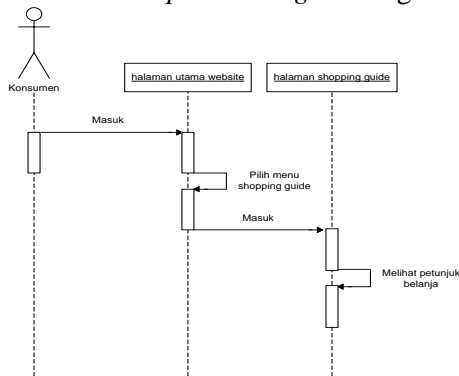 Konsumen
halaman utama website
halaman shopping guide
Masuk
Pilih menu
shopping guide
Masuk
Melihat petunjuk
belanja